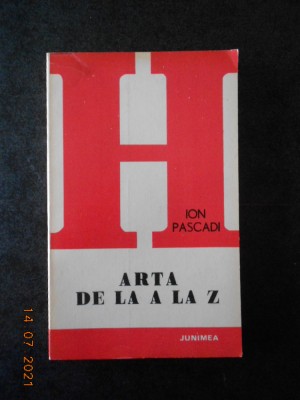 H
ION
PASCADI
ARTA
DE LA A LA Z
JUNIMEA
14.07.2021